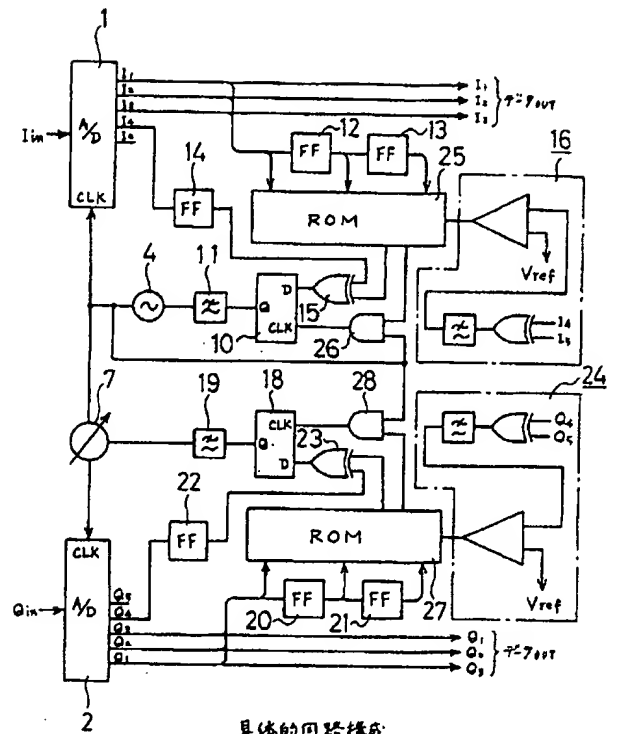 1
I₁
I₂
I₃
I₄
I₅
Iin
A/D
CLK
I₁
I₂
I₃
データOUT
12
FF
13
FF
14
FF
25
ROM
16
Vref
I₄
I₅
4
11
D
Q
CLK
10
15
26
7
19
18
CLK
Q
D
23
28
24
Q₄
Q₅
22
FF
ROM
27
Vref
CLK
Qin
A/D
Q₅
Q₄
Q₃
Q₂
Q₁
20
FF
21
FF
Q₁
Q₂
Q₃
データOUT
2
具体的回路構成